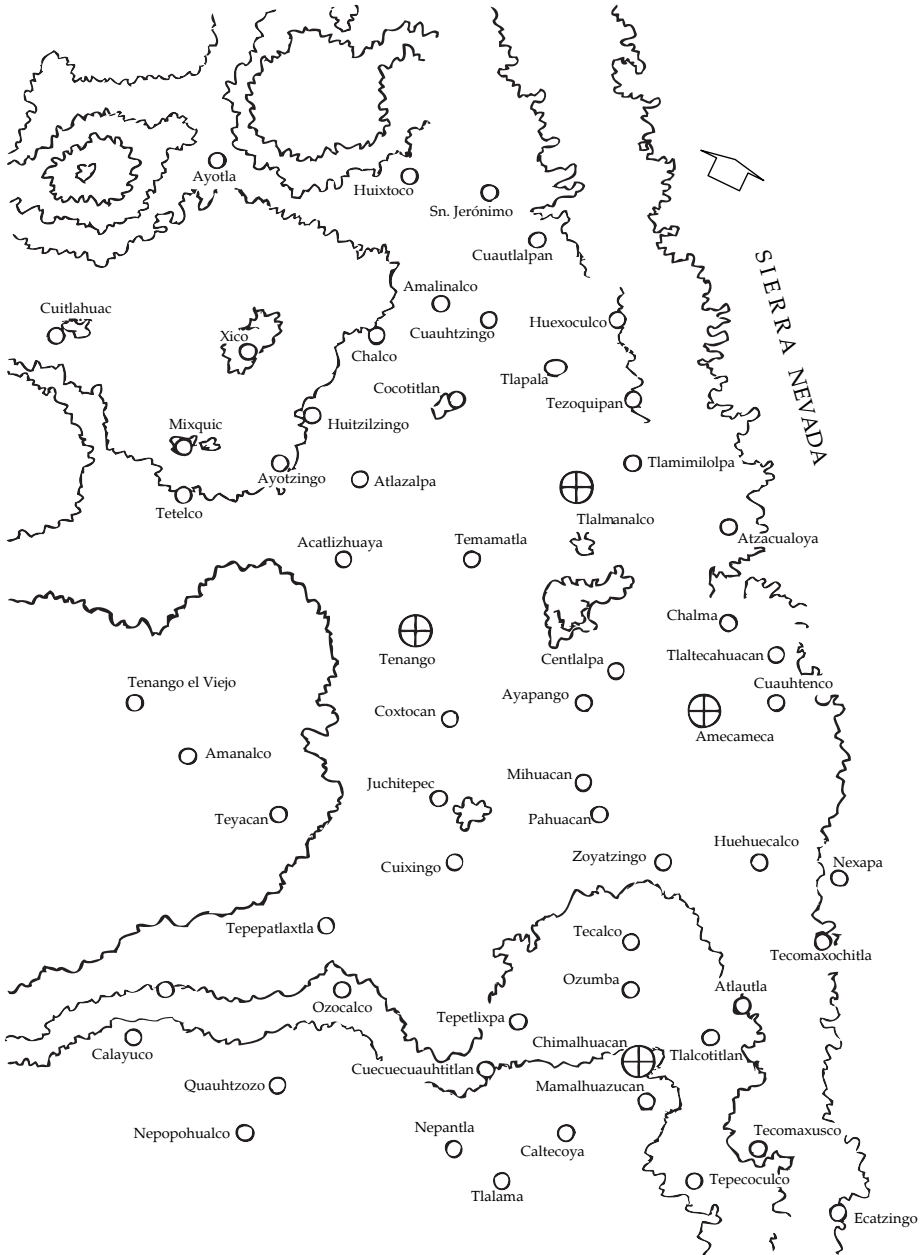 Ayotla
Huixtoco
Sn. Jerónimo
Cuautlalpan
SIERRA NEVADA
Amalinalco
Cuitlahuac
Xico
Cuauhtzingo
Huexoculco
Chalco
Tlapala
Cocotitlan
Tezoquipan
Mixquic
Huitzilzingo
Tlamimilolpa
Ayotzingo
Atlazalpa
Tetelco
Tlalmanalco
Atzacualoya
Acatlizhuaya
Temamatla
Chalma
Tenango
Centlalpa
Tlaltecahuacan
Tenango el Viejo
Cuauhtenco
Ayapango
Coxtocan
Amecameca
Amanalco
Mihuacan
Juchitepec
Teyacan
Pahuacan
Huehuecalco
Zoyatzingo
Nexapa
Cuixingo
Tepepatlaxtla
Tecalco
Tecomaxochitla
Ozumba
Atlautla
Ozocalco
Tepetlixpa
Chimalhuacan
Calayuco
Tlalcotitlan
Cuecuecuauhtitlan
Quauhtzozo
Mamalhuazucan
Nepopohualco
Nepantla
Tecomaxusco
Caltecoya
Tepecoculco
Tlalama
Ecatzingo